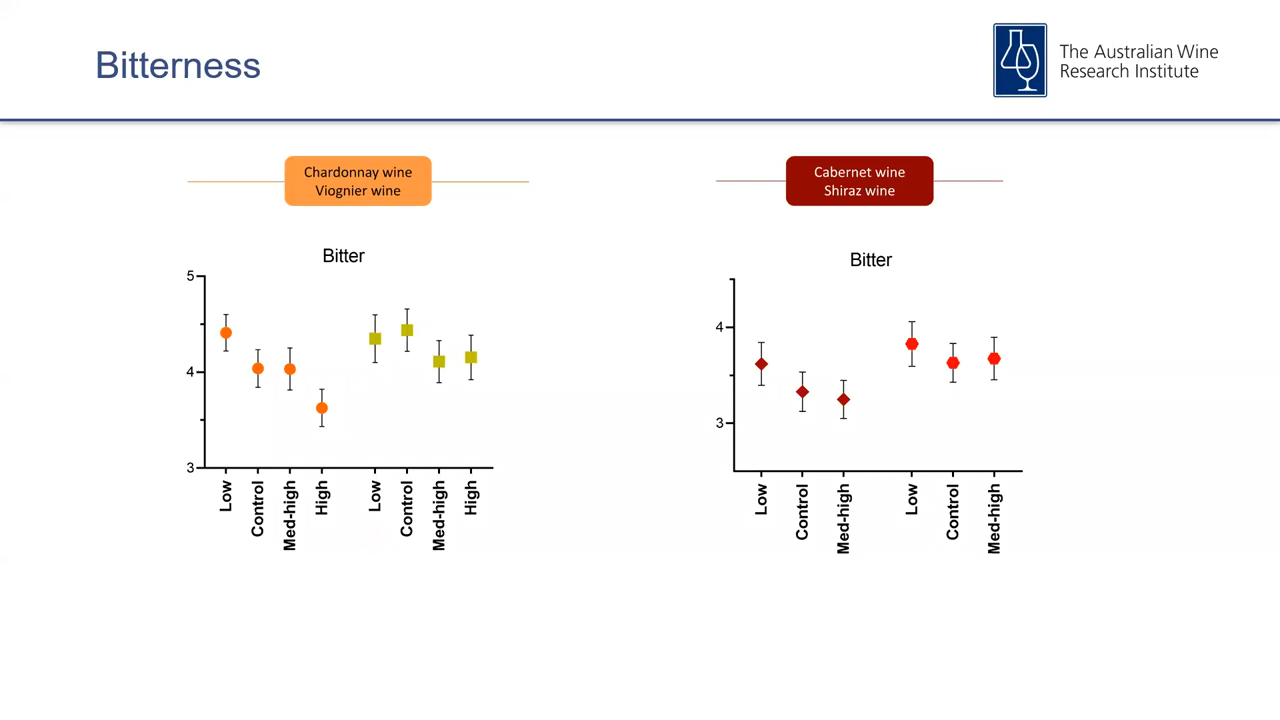 Bitterness
The Australian Wine
Research Institute
Chardonnay wine
Viognier wine
Cabernet wine
Shiraz wine
Bitter
5
4
3
Low
Control
Med-high
High
Low
Control
Med-high
High
Bitter
4
3
Low
Control
Med-high
Low
Control
Med-high